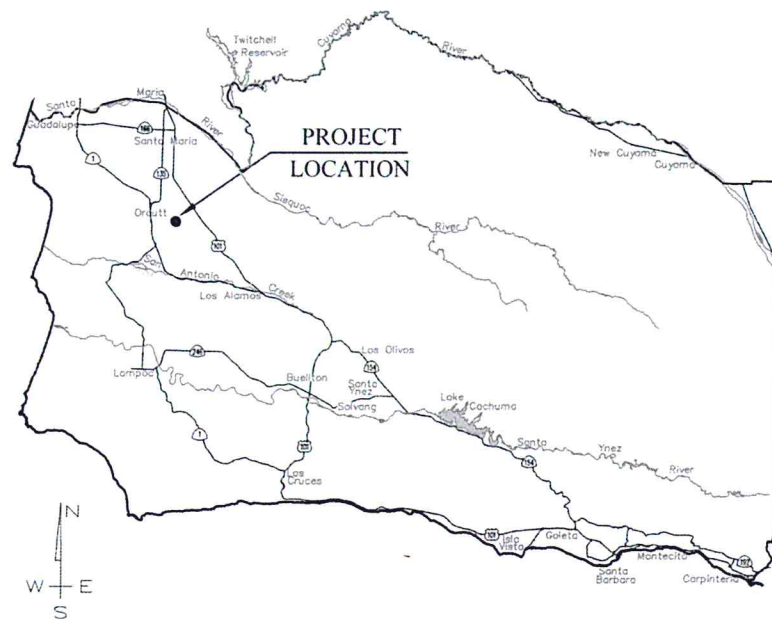 Twitchell
Reservoir
Cuyama
River
Santa
Maria
River
Guadalupe
166
Santa Maria
1
135
PROJECT
LOCATION
New Cuyama
Cuyama
Orcutt
Sisquoc
River
101
San
Antonio
Creek
Los Alamos
246
Los Olivos
154
Lompoc
Buellton
Santa
Ynez
Solvang
Lake
Cachuma
1
101
Santa
Ynez
River
154
Los
Cruces
N
W
E
S
101
Isla
Vista
Goleta
Santa
Barbara
Montecito
192
Carpinteria